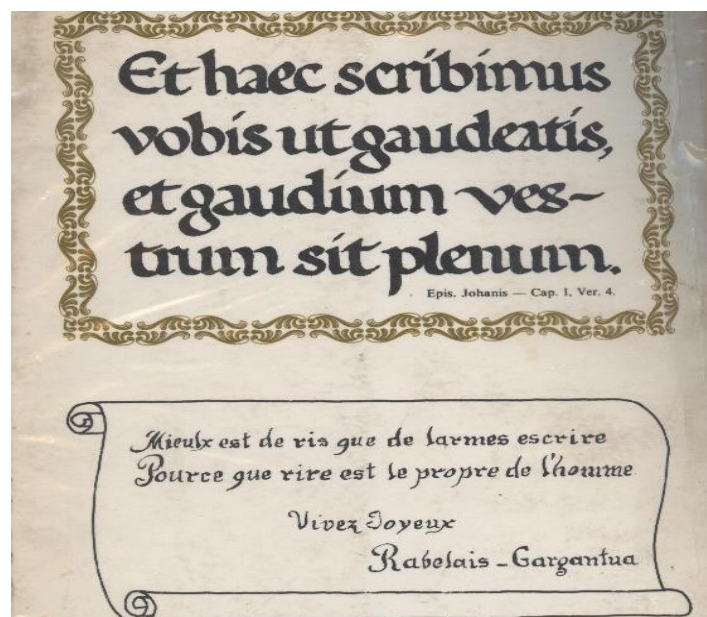 Et haec scribimus
vobis ut gaudeatis,
et gaudium ves-
trum sit plenum.
Epis. Johanis — Cap. I, Ver. 4.
Mieulx est de ris que de larmes escrire
Pource que rire est le propre de l'homme
Vivez Joyeux
Rabelais - Gargantua